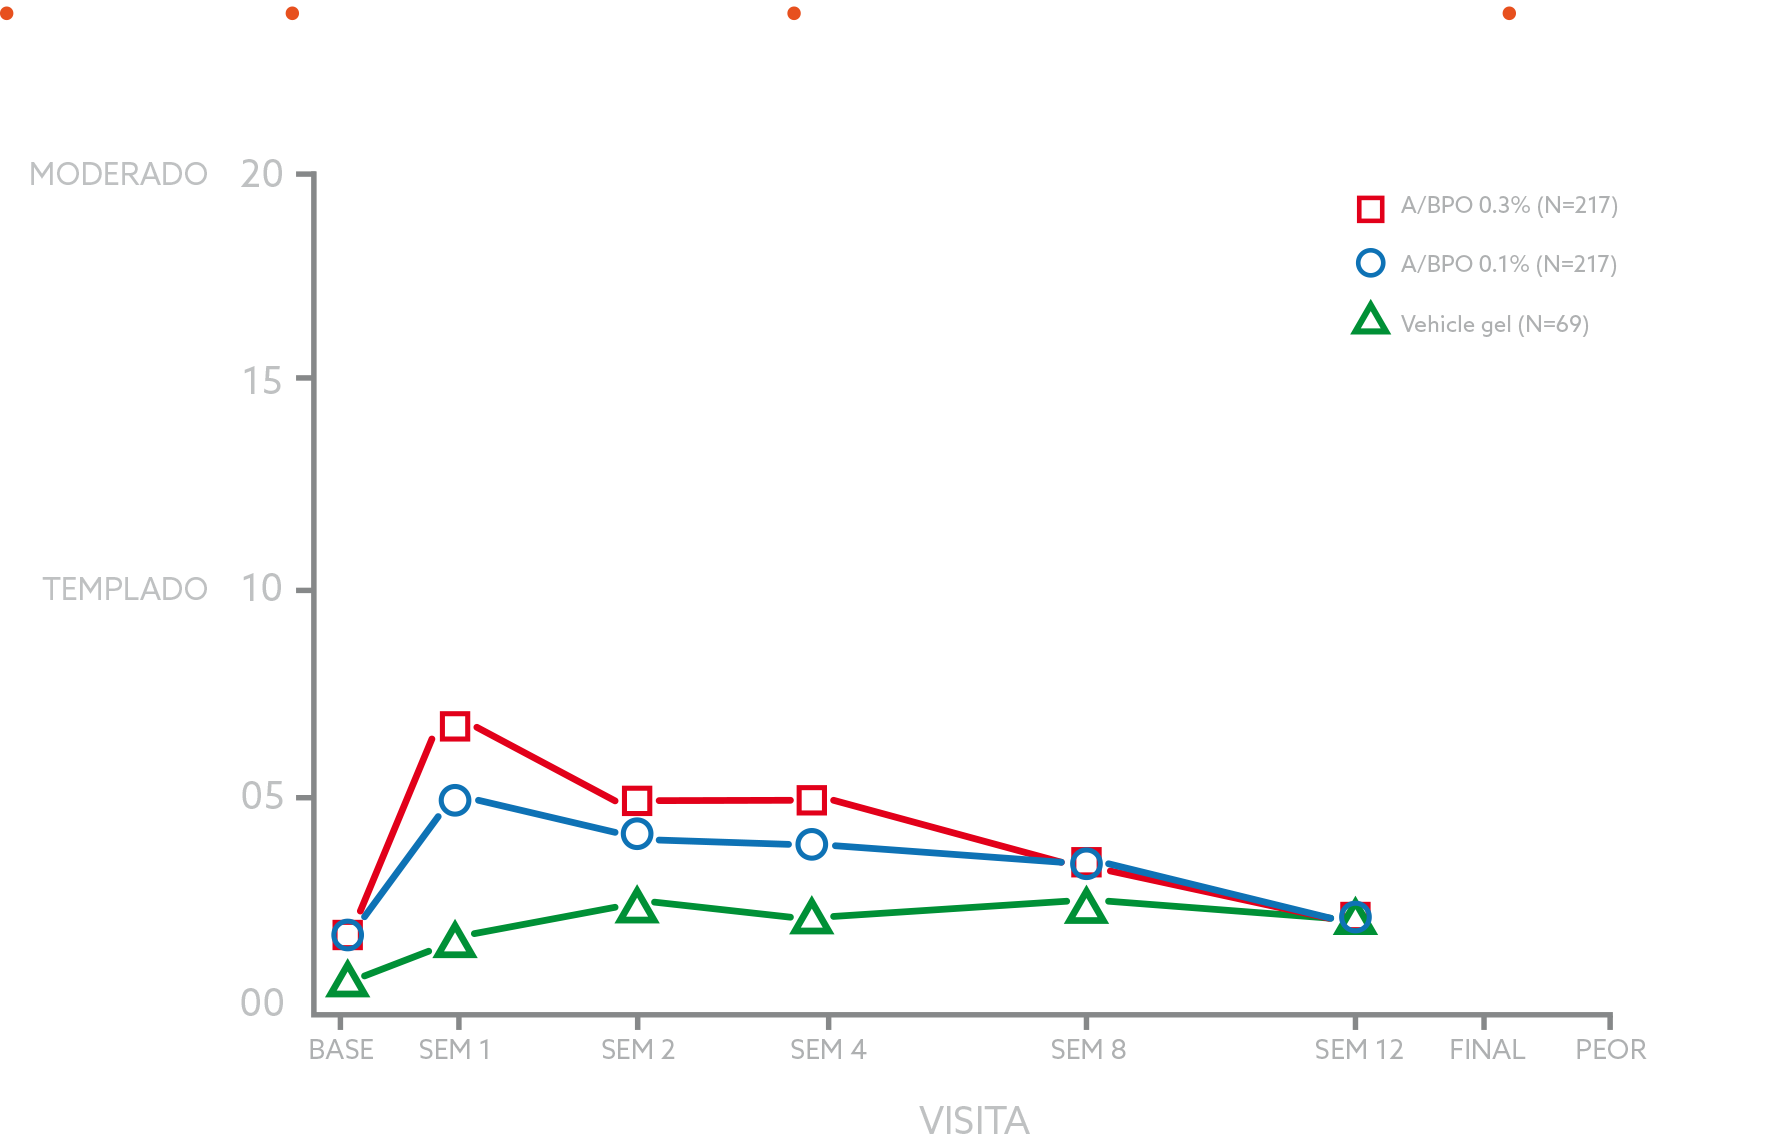 MODERADO 20
A/BPO 0.3% (N=217)
A/BPO 0.1% (N=217)
Vehicle gel (N=69)
15
TEMPLADO 10
05
00
BASE SEM 1 SEM 2 SEM 4 SEM 8 SEM 12 FINAL PEOR
VISITA